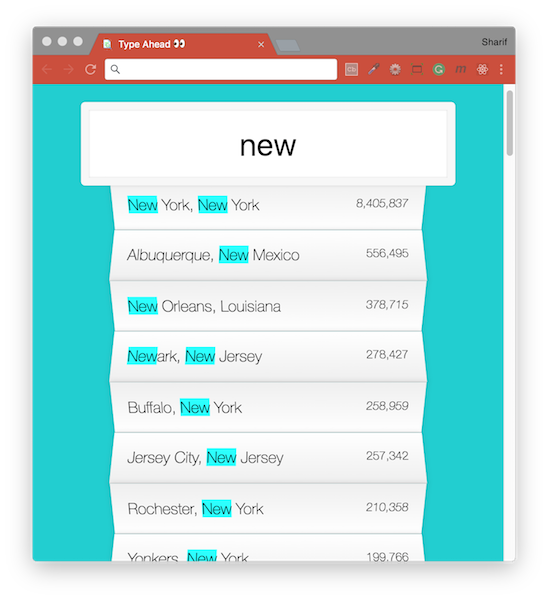 Type Ahead 👀
Sharif
new
New York, New York 8,405,837
Albuquerque, New Mexico 556,495
New Orleans, Louisiana 378,715
Newark, New Jersey 278,427
Buffalo, New York 258,959
Jersey City, New Jersey 257,342
Rochester, New York 210,358
Yonkers, New York 199,766